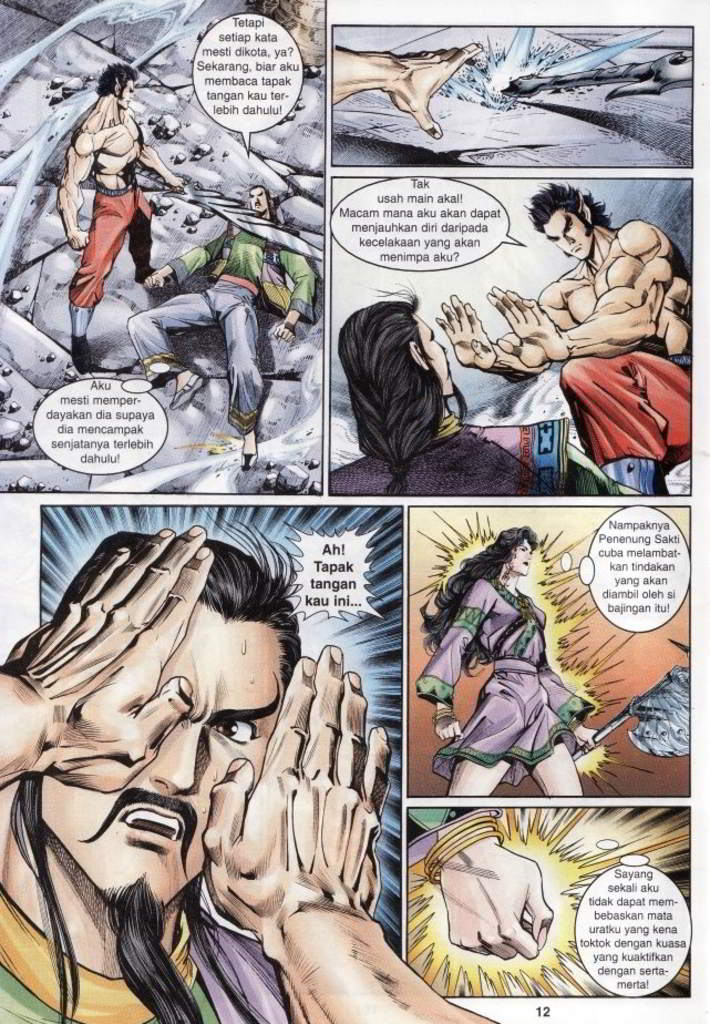 Tetapi
setiap kata
mesti dikota, ya?
Sekarang, biar aku
membaca tapak
tangan kau ter-
lebih dahulu!
Aku
mesti memper-
dayakan dia supaya
dia mencampak
senjatanya terlebih
dahulu!
Tak
usah main akal!
Macam mana aku akan dapat
menjauhkan diri daripada
kecelakaan yang akan
menimpa aku?
Ah!
Tapak
tangan
kau ini...
Nampaknya
Penenung Sakti
cuba melambat-
kan tindakan
yang akan
diambil oleh si
bajingan itu!
Sayang
sekali aku
tidak dapat mem-
bebaskan mata
uratku yang kena
toktok dengan kuasa
yang kuaktifkan
dengan serta-
merta!
12